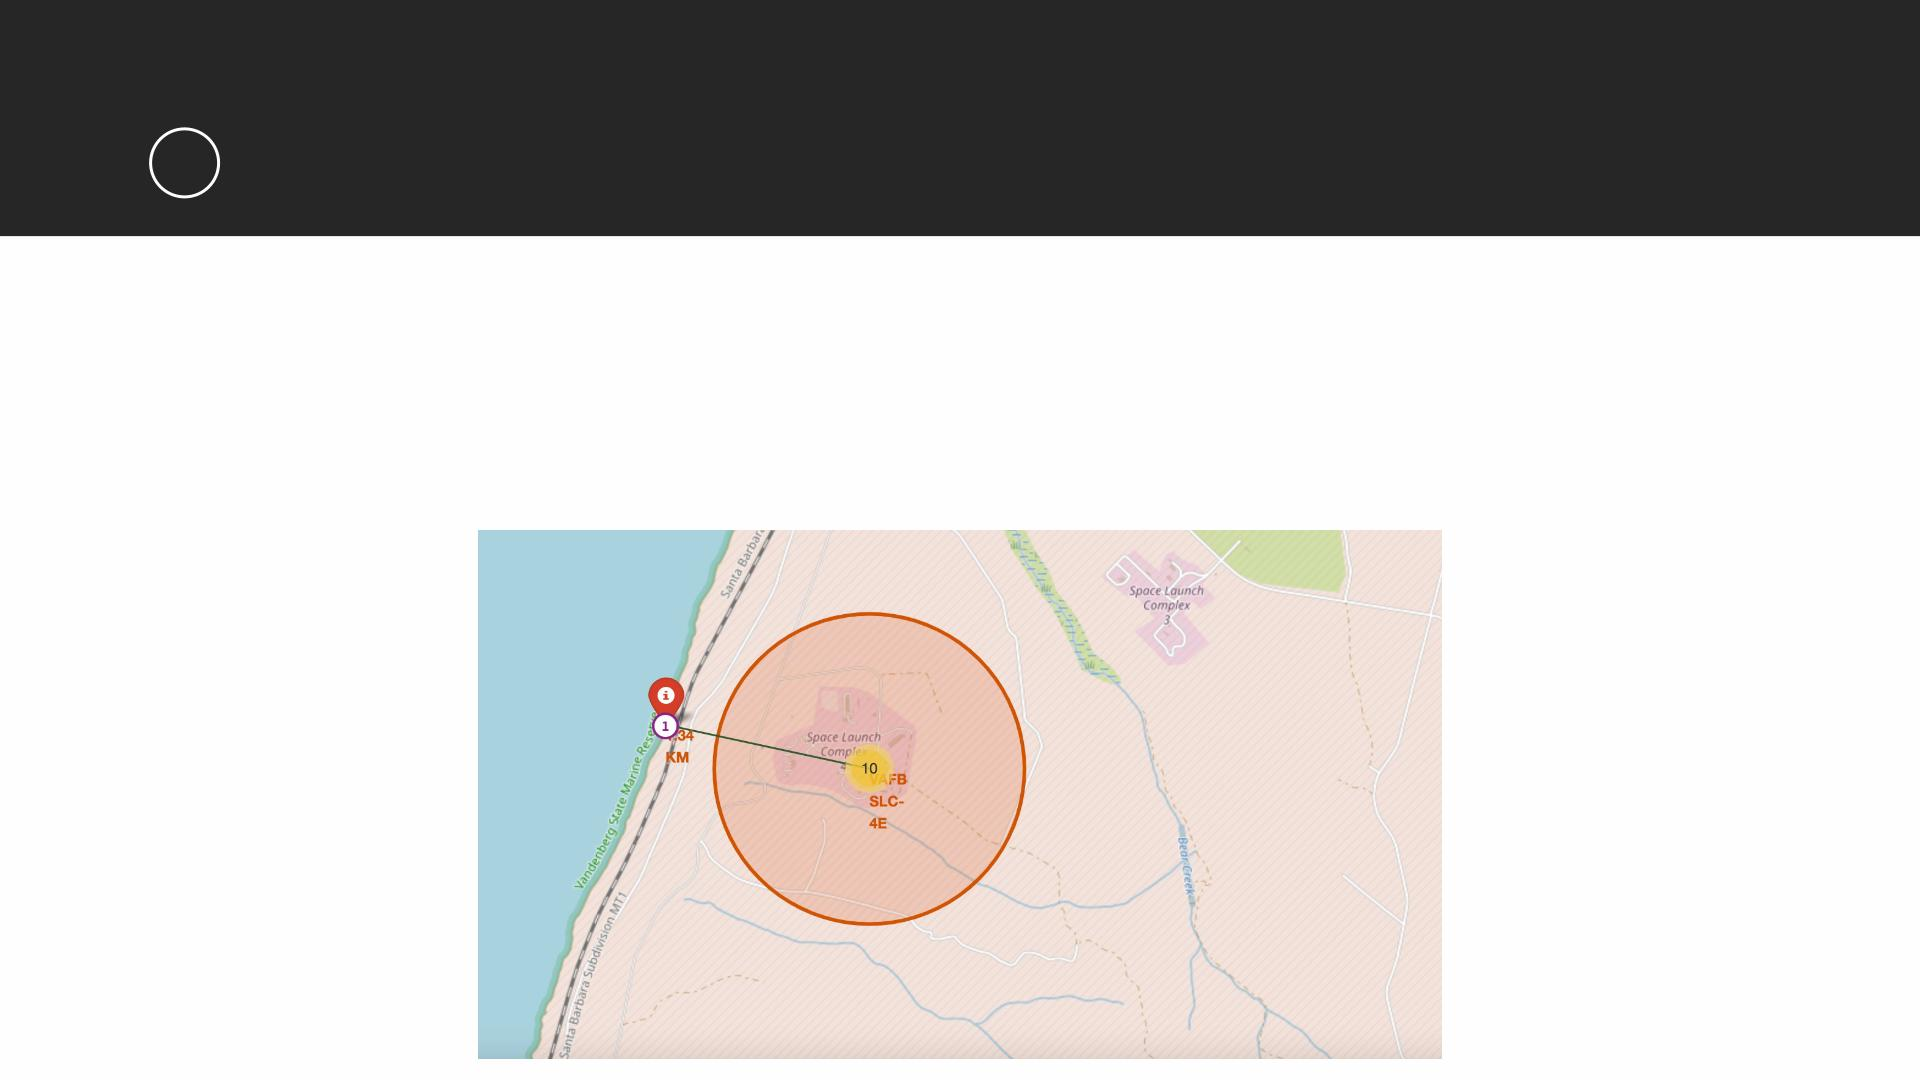 Santa Barbara
Space Launch
Complex
3
i
1
.34
KM
Space Launch
Complex
10
VAFB
SLC-
4E
Vandenberg State Marine Reserve
Bear Creek
Santa Barbara Subdivision MT1